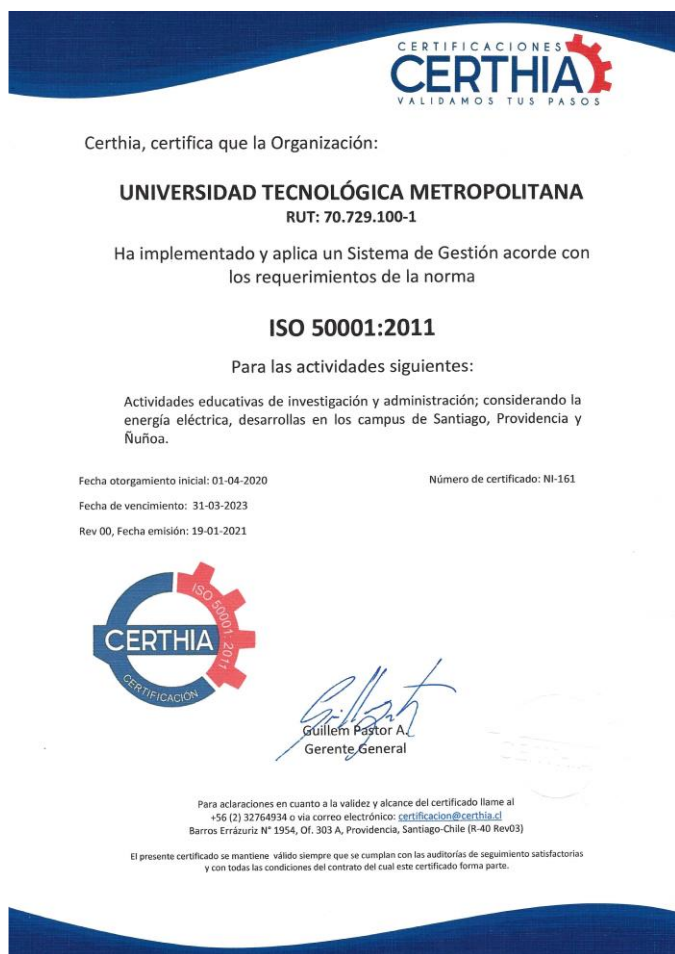 CERTIFICACIONES
CERTHIA
VALIDAMOS TUS PASOS
Certhia, certifica que la Organización:
UNIVERSIDAD TECNOLÓGICA METROPOLITANA
RUT: 70.729.100-1
Ha implementado y aplica un Sistema de Gestión acorde con
los requerimientos de la norma
ISO 50001:2011
Para las actividades siguientes:
Actividades educativas de investigación y administración; considerando la
energía eléctrica, desarrollas en los campus de Santiago, Providencia y
Ñuñoa.
Fecha otorgamiento inicial: 01-04-2020
Número de certificado: NI-161
Fecha de vencimiento: 31-03-2023
Rev 00, Fecha emisión: 19-01-2021
ISO 50001: 2011
CERTHIA
CERTIFICACIÓN
Guillem Pastor A.
Gerente General
Para aclaraciones en cuanto a la validez y alcance del certificado llame al
+56 (2) 32764934 o via correo electrónico: certificacion@certhia.cl
Barros Errázuriz N° 1954, Of. 303 A, Providencia, Santiago-Chile (R-40 Rev03)
El presente certificado se mantiene válido siempre que se cumplan con las auditorías de seguimiento satisfactorias
y con todas las condiciones del contrato del cual este certificado forma parte.